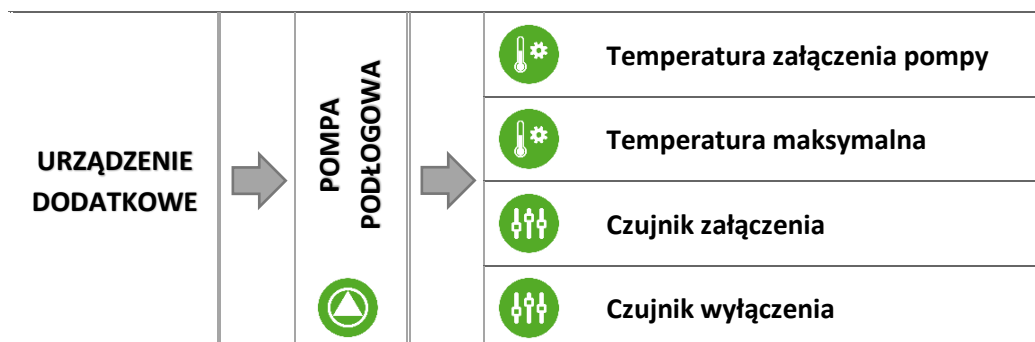 URZĄDZENIE
DODATKOWE
POMPA
PODŁOGOWA
Temperatura załączenia pompy
Temperatura maksymalna
Czujnik załączenia
Czujnik wyłączenia